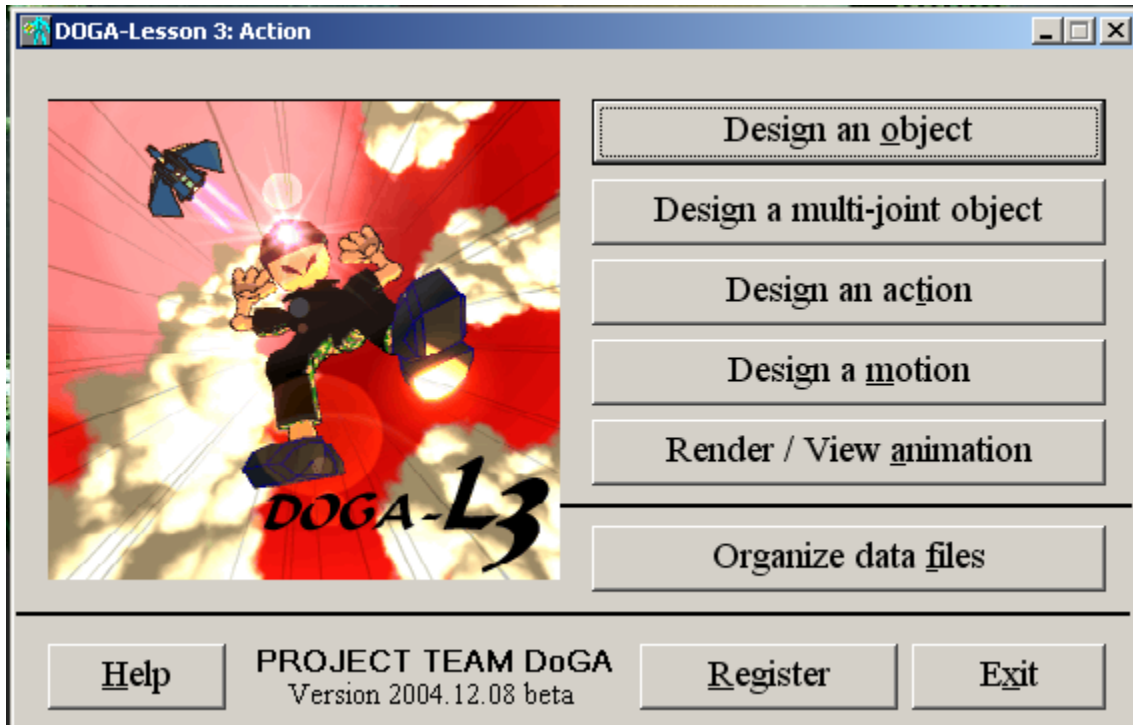 DOGA-Lesson 3: Action
DOGA-L3
Design an object
Design a multi-joint object
Design an action
Design a motion
Render / View animation
Organize data files
Help
PROJECT TEAM DoGA
Version 2004.12.08 beta
Register
Exit